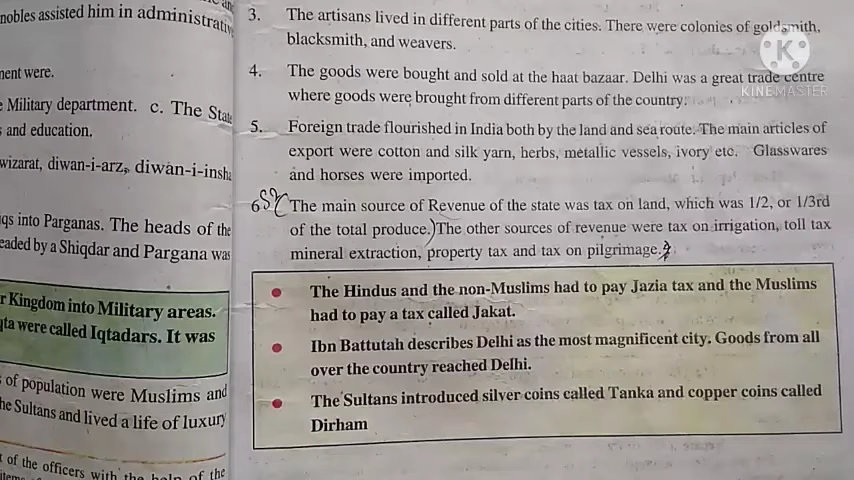 nobles assisted him in administrativ
ment were.
e Military department. c. The State
s and education.
wizarat, diwan-i-arz, diwan-i-insha
iqs into Parganas. The heads of the
eaded by a Shiqdar and Pargana was
r Kingdom into Military areas.
qta were called Iqtadars. It was
s of population were Muslims and
he Sultans and lived a life of luxury
t of the officers with the help of the
3. The artisans lived in different parts of the cities. There were colonies of goldsmith,
blacksmith, and weavers.
4. The goods were bought and sold at the haat bazaar. Delhi was a great trade centre
where goods were brought from different parts of the country.
5. Foreign trade flourished in India both by the land and sea route. The main articles of
export were cotton and silk yarn, herbs, metallic vessels, ivory etc. Glasswares
and horses were imported.
6 The main source of Revenue of the state was tax on land, which was 1/2, or 1/3rd
of the total produce.) The other sources of revenue were tax on irrigation, toll tax
mineral extraction, property tax and tax on pilgrimage.
• The Hindus and the non-Muslims had to pay Jazia tax and the Muslims
had to pay a tax called Jakat.
• Ibn Battutah describes Delhi as the most magnificent city. Goods from all
over the country reached Delhi.
• The Sultans introduced silver coins called Tanka and copper coins called
Dirham
K
KINEMASTER